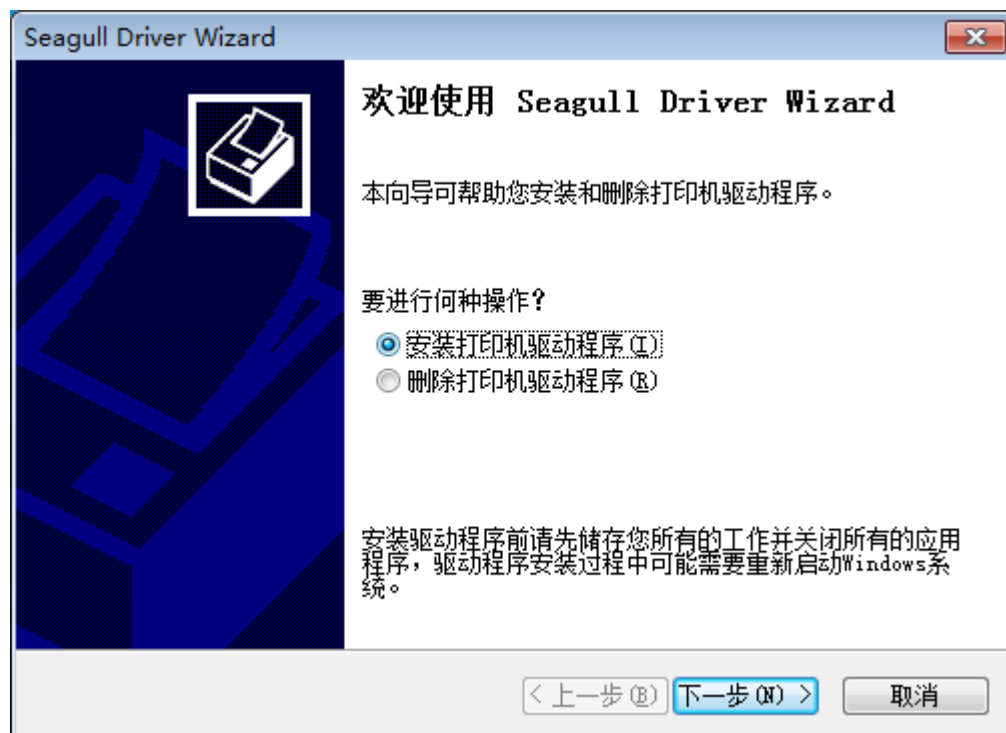 Seagull Driver Wizard
欢迎使用 Seagull Driver Wizard
本向导可帮助您安装和删除打印机驱动程序。
要进行何种操作?
安装打印机驱动程序(I)
删除打印机驱动程序(R)
安装驱动程序前请先储存您所有的工作并关闭所有的应用
程序，驱动程序安装过程中可能需要重新启动Windows系
统。
< 上一步(B) 下一步(N) > 取消